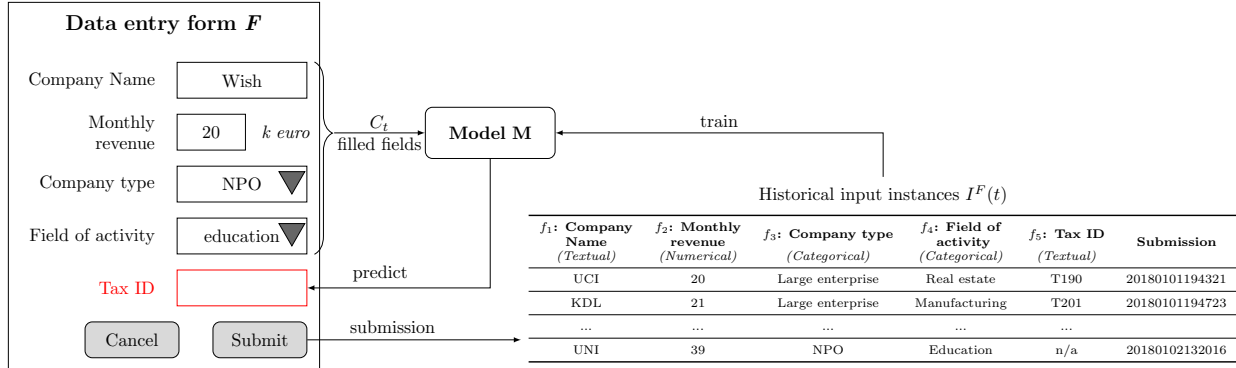 Data entry form F
Company Name
Wish
Monthly
revenue
20
k euro
Company type
NPO
Field of activity
education
Tax ID
Cancel
Submit
C_t
filled fields
Model M
train
predict
submission
Historical input instances I^F(t)
f₁: Company Name (Textual)
f₂: Monthly revenue (Numerical)
f₃: Company type (Categorical)
f₄: Field of activity (Categorical)
f₅: Tax ID (Textual)
Submission
UCI 20 Large enterprise Real estate T190 20180101194321
KDL 21 Large enterprise Manufacturing T201 20180101194723
... ... ... ... ...
UNI 39 NPO Education n/a 20180102132016